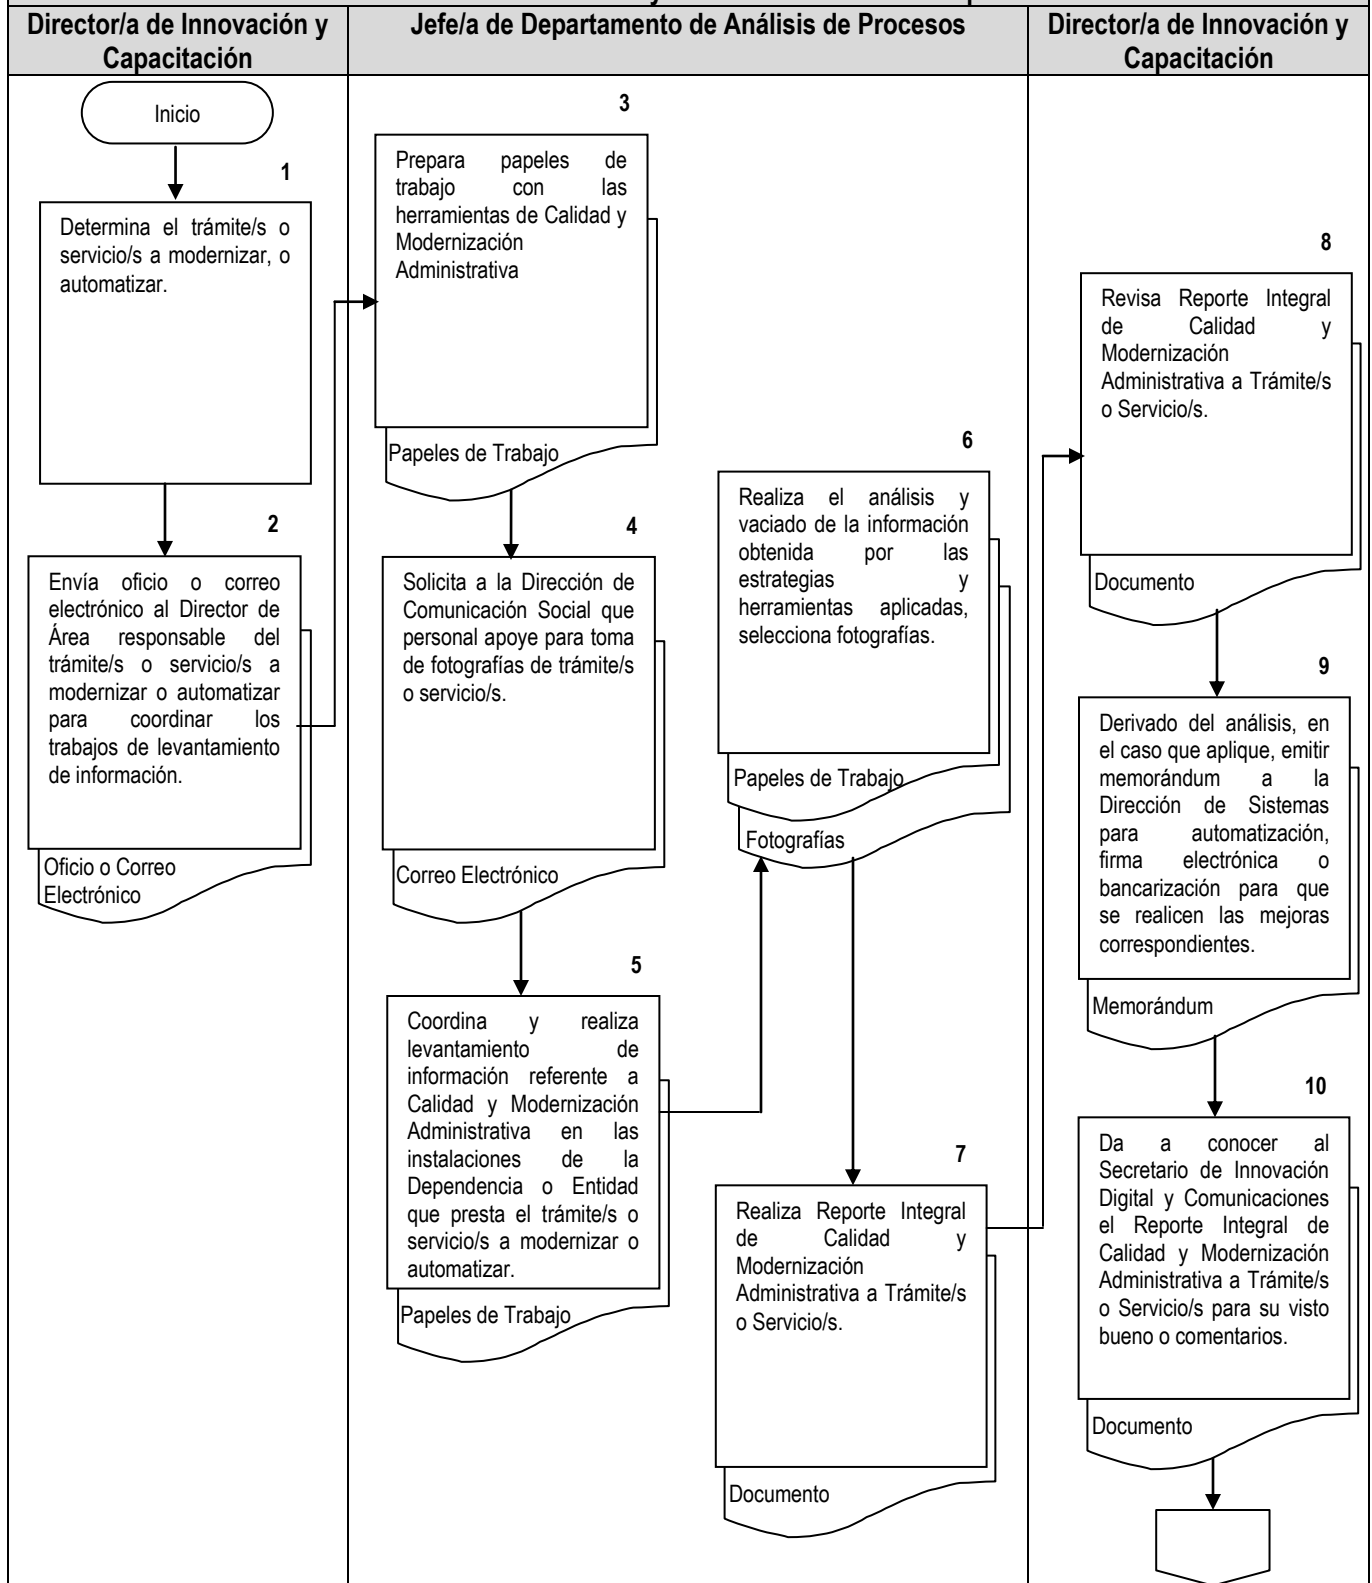 Director/a de Innovación y
Capacitación
Jefe/a de Departamento de Análisis de Procesos
Director/a de Innovación y
Capacitación
Inicio
1
Determina el trámite/s o
servicio/s a modernizar, o
automatizar.
2
Envía oficio o correo
electrónico al Director de
Área responsable del
trámite/s o servicio/s a
modernizar o automatizar
para coordinar los
trabajos de levantamiento
de información.
Oficio o Correo
Electrónico
3
Prepara papeles de
trabajo con las
herramientas de Calidad y
Modernización
Administrativa
Papeles de Trabajo
4
Solicita a la Dirección de
Comunicación Social que
personal apoye para toma
de fotografías de trámite/s
o servicio/s.
Correo Electrónico
5
Coordina y realiza
levantamiento de
información referente a
Calidad y Modernización
Administrativa en las
instalaciones de la
Dependencia o Entidad
que presta el trámite/s o
servicio/s a modernizar o
automatizar.
Papeles de Trabajo
6
Realiza el análisis y
vaciado de la información
obtenida por las
estrategias y
herramientas aplicadas,
selecciona fotografías.
Papeles de Trabajo
Fotografías
7
Realiza Reporte Integral
de Calidad y
Modernización
Administrativa a Trámite/s
o Servicio/s.
Documento
8
Revisa Reporte Integral
de Calidad y
Modernización
Administrativa a Trámite/s
o Servicio/s.
Documento
9
Derivado del análisis, en
el caso que aplique, emitir
memorándum a la
Dirección de Sistemas
para automatización,
firma electrónica o
bancarización para que
se realicen las mejoras
correspondientes.
Memorándum
10
Da a conocer al
Secretario de Innovación
Digital y Comunicaciones
el Reporte Integral de
Calidad y Modernización
Administrativa a Trámite/s
o Servicio/s para su visto
bueno o comentarios.
Documento